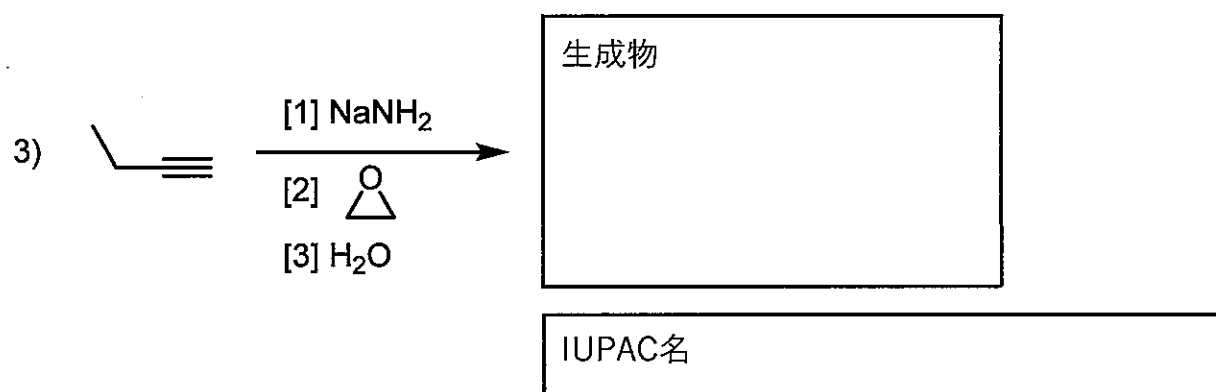 3)
[1] NaNH₂
[2]
O
[3] H₂O
生成物
IUPAC名